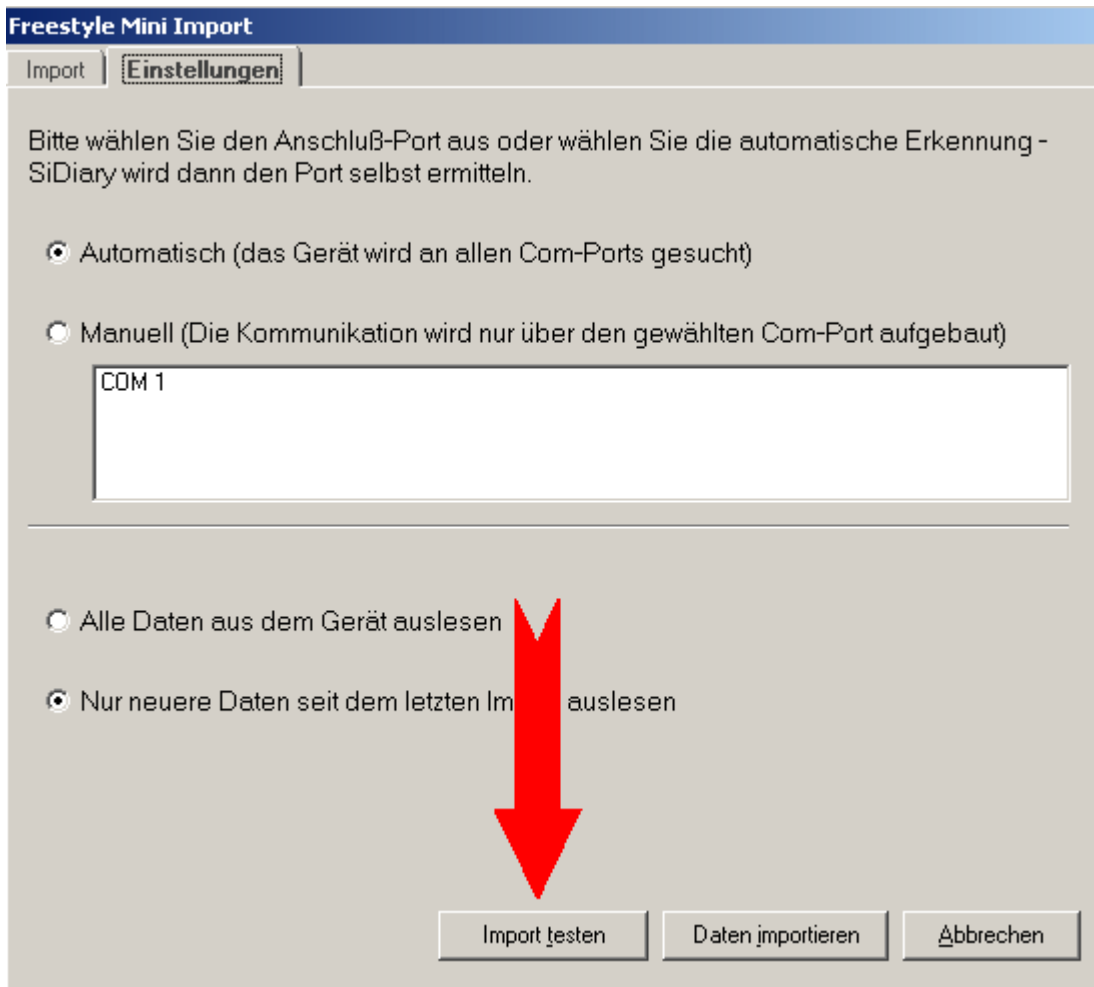 Freestyle Mini Import
Import Einstellungen
Bitte wählen Sie den Anschluß-Port aus oder wählen Sie die automatische Erkennung -
SiDiary wird dann den Port selbst ermitteln.
Automatisch (das Gerät wird an allen Com-Ports gesucht)
Manuell (Die Kommunikation wird nur über den gewählten Com-Port aufgebaut)
COM 1
Alle Daten aus dem Gerät auslesen
Nur neuere Daten seit dem letzten auslesen
Import testen Daten importieren Abbrechen